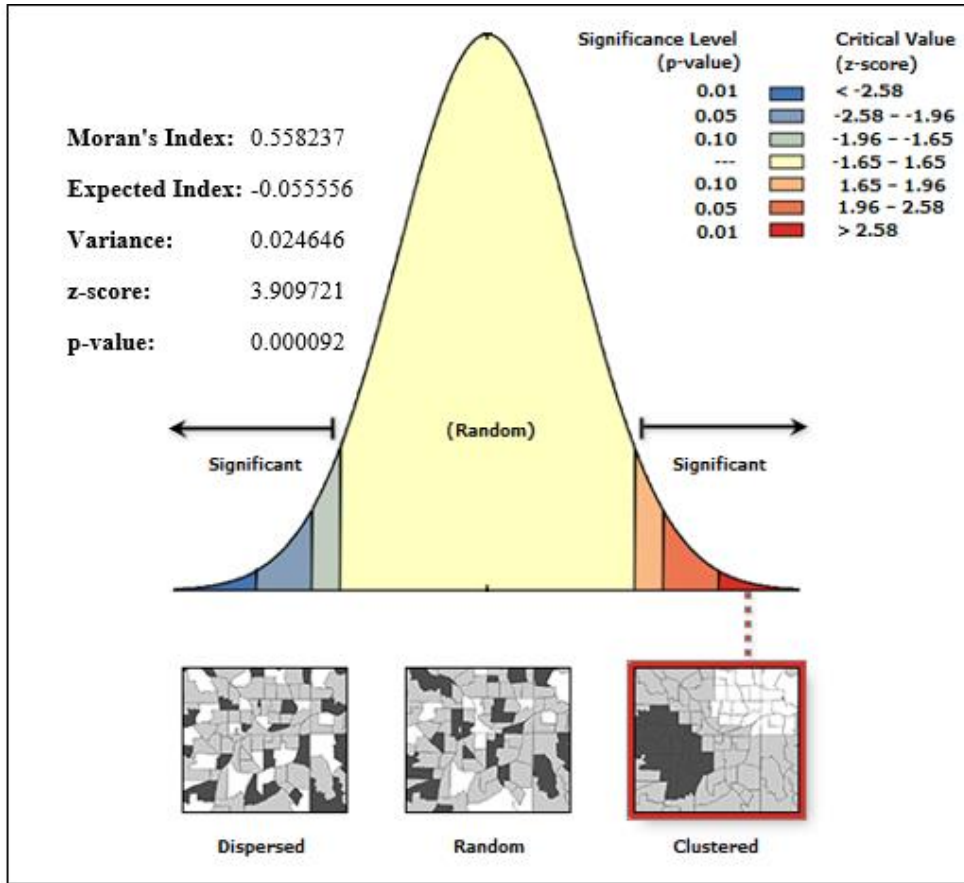 Significance Level
(p-value)
Critical Value
(z-score)
0.01 < -2.58
0.05 -2.58 – -1.96
0.10 -1.96 – -1.65
--- -1.65 – 1.65
0.10 1.65 – 1.96
0.05 1.96 – 2.58
0.01 > 2.58
Moran's Index: 0.558237
Expected Index: -0.055556
Variance: 0.024646
z-score: 3.909721
p-value: 0.000092
(Random)
Significant
Significant
Dispersed
Random
Clustered